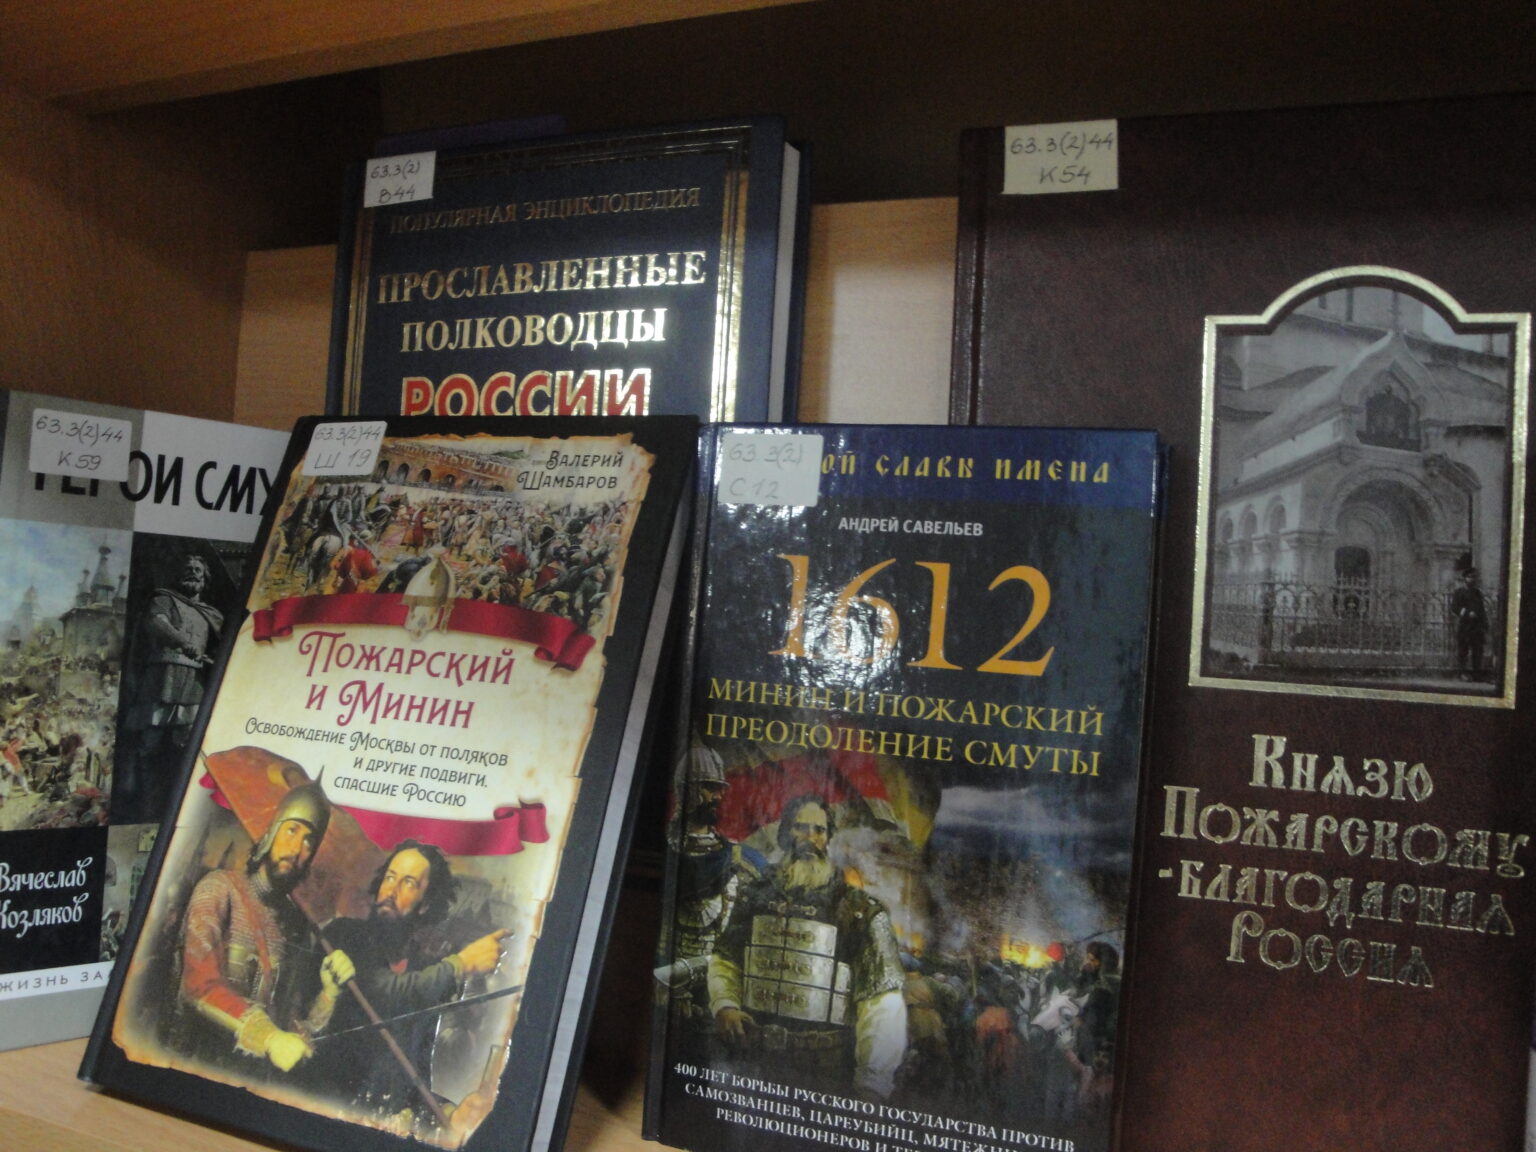 63.3(2)44
К59
ГЕРОИ
Вячеслав
Козляков
ЖИЗНЬ
63.3(2)
В44
ПОПУЛЯРНАЯ ЭНЦИКЛОПЕДИЯ
ПРОСЛАВЛЕННЫЕ
ПОЛКОВОДЦЫ
РОССИИ
63.3(2)44
Ш19
Валерий
Шамбаров
Пожарский
и Минин
Освобождение Москвы от поляков
и другие подвиги,
спасшие Россию
63.3(2)
С12
СЛАВЫ ИМЕНА
АНДРЕЙ САВЕЛЬЕВ
1612
МИНИН И ПОЖАРСКИЙ
ПРЕОДОЛЕНИЕ СМУТЫ
400 ЛЕТ БОРЬБЫ РУССКОГО ГОСУДАРСТВА ПРОТИВ
САМОЗВАНЦЕВ, ЦАРЕУБИЙЦ,
РЕВОЛЮЦИОНЕРОВ И
63.3(2)44
К54
Князю
Пожарскому
-благодарная
Россия